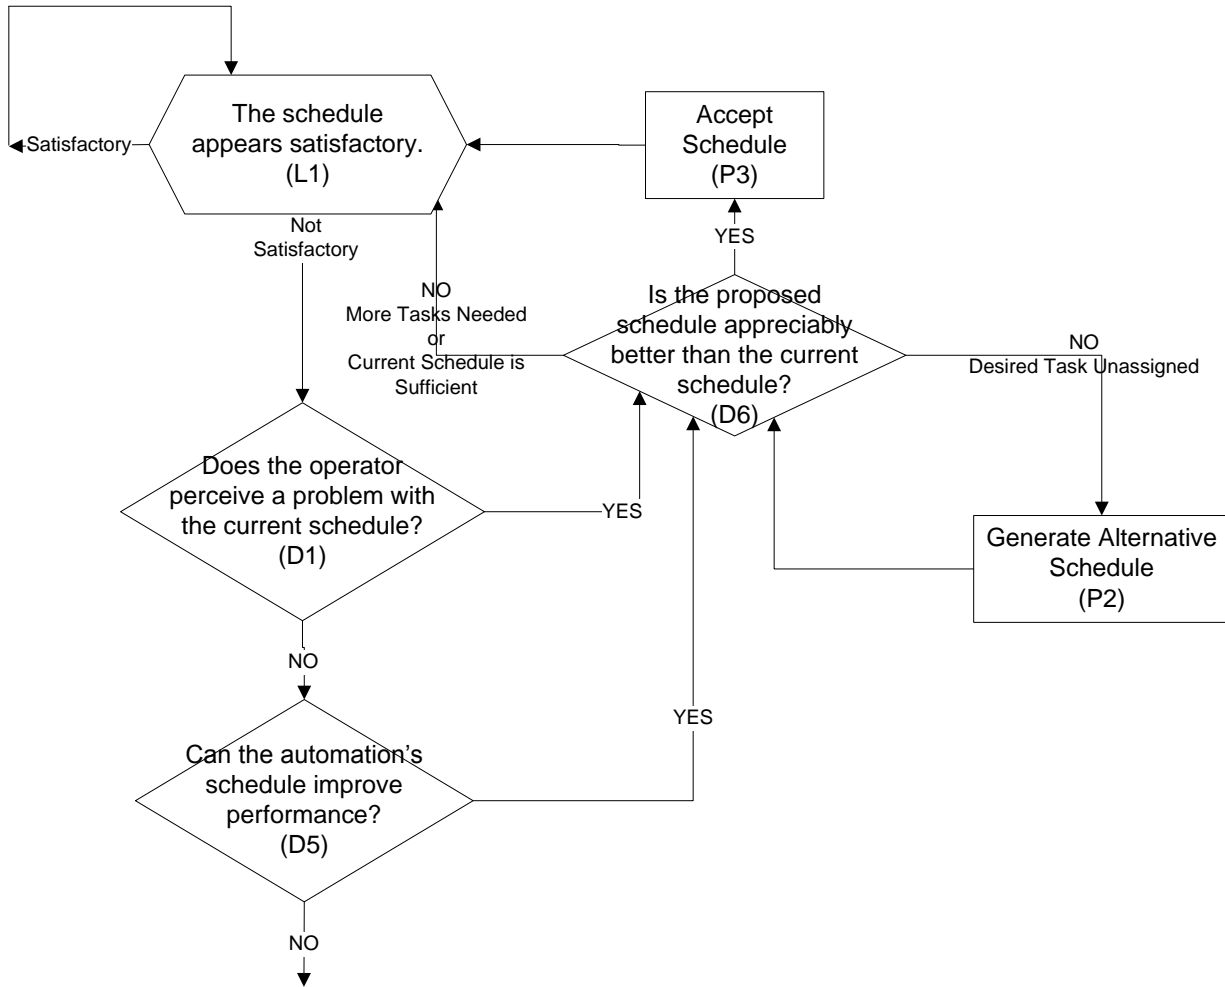 The schedule
appears satisfactory.
(L1)
Satisfactory
Accept
Schedule
(P3)
Not
Satisfactory
YES
NO
More Tasks Needed
or
Current Schedule is
Sufficient
Is the proposed
schedule appreciably
better than the current
schedule?
(D6)
NO
Desired Task Unassigned
Does the operator
perceive a problem with
the current schedule?
(D1)
YES
Generate Alternative
Schedule
(P2)
NO
YES
Can the automation's
schedule improve
performance?
(D5)
NO